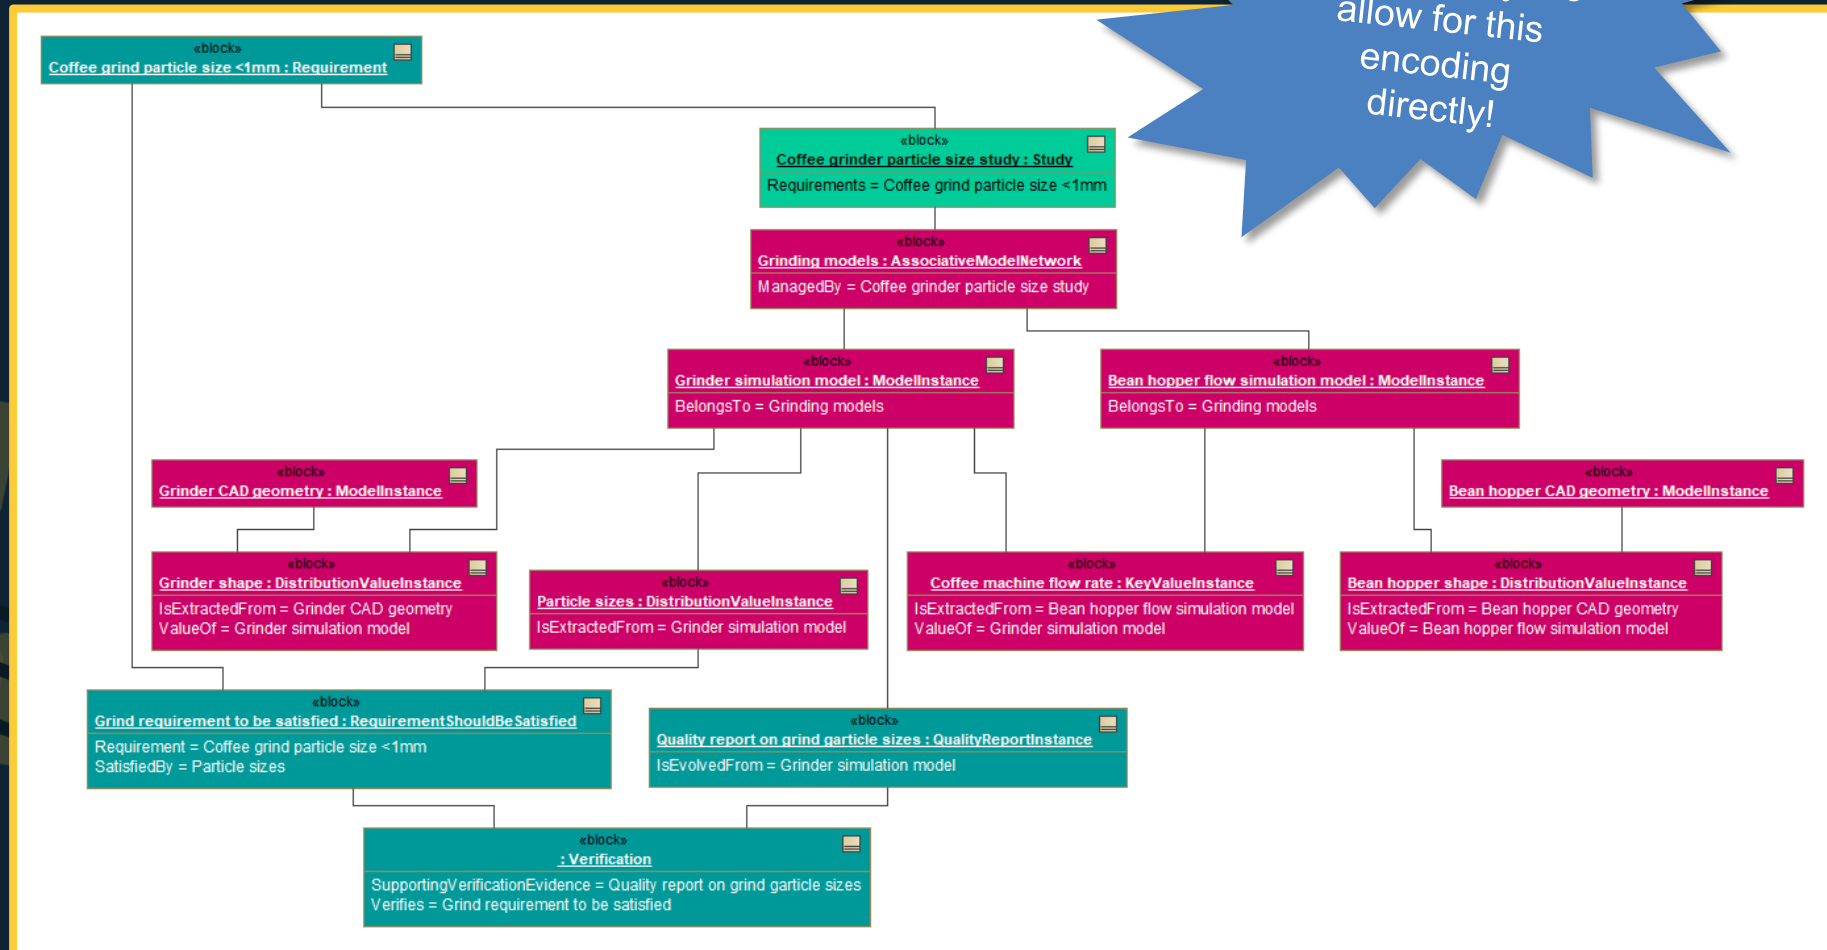 allow for this
encoding
directly!
«block»
Coffee grind particle size <1mm : Requirement
«block»
Coffee grinder particle size study : Study
Requirements = Coffee grind particle size <1mm
«block»
Grinding models : AssociativeModelNetwork
ManagedBy = Coffee grinder particle size study
«block»
Grinder simulation model : ModelInstance
BelongsTo = Grinding models
«block»
Bean hopper flow simulation model : ModelInstance
BelongsTo = Grinding models
«block»
Grinder CAD geometry : ModelInstance
«block»
Bean hopper CAD geometry : ModelInstance
«block»
Grinder shape : DistributionValueInstance
IsExtractedFrom = Grinder CAD geometry
ValueOf = Grinder simulation model
«block»
Particle sizes : DistributionValueInstance
IsExtractedFrom = Grinder simulation model
«block»
Coffee machine flow rate : KeyValueInstance
IsExtractedFrom = Bean hopper flow simulation model
ValueOf = Grinder simulation model
«block»
Bean hopper shape : DistributionValueInstance
IsExtractedFrom = Bean hopper CAD geometry
ValueOf = Bean hopper flow simulation model
«block»
Grind requirement to be satisfied : RequirementShouldBeSatisfied
Requirement = Coffee grind particle size <1mm
SatisfiedBy = Particle sizes
«block»
Quality report on grind garticle sizes : QualityReportInstance
IsEvolvedFrom = Grinder simulation model
«block»
: Verification
SupportingVerificationEvidence = Quality report on grind garticle sizes
Verifies = Grind requirement to be satisfied